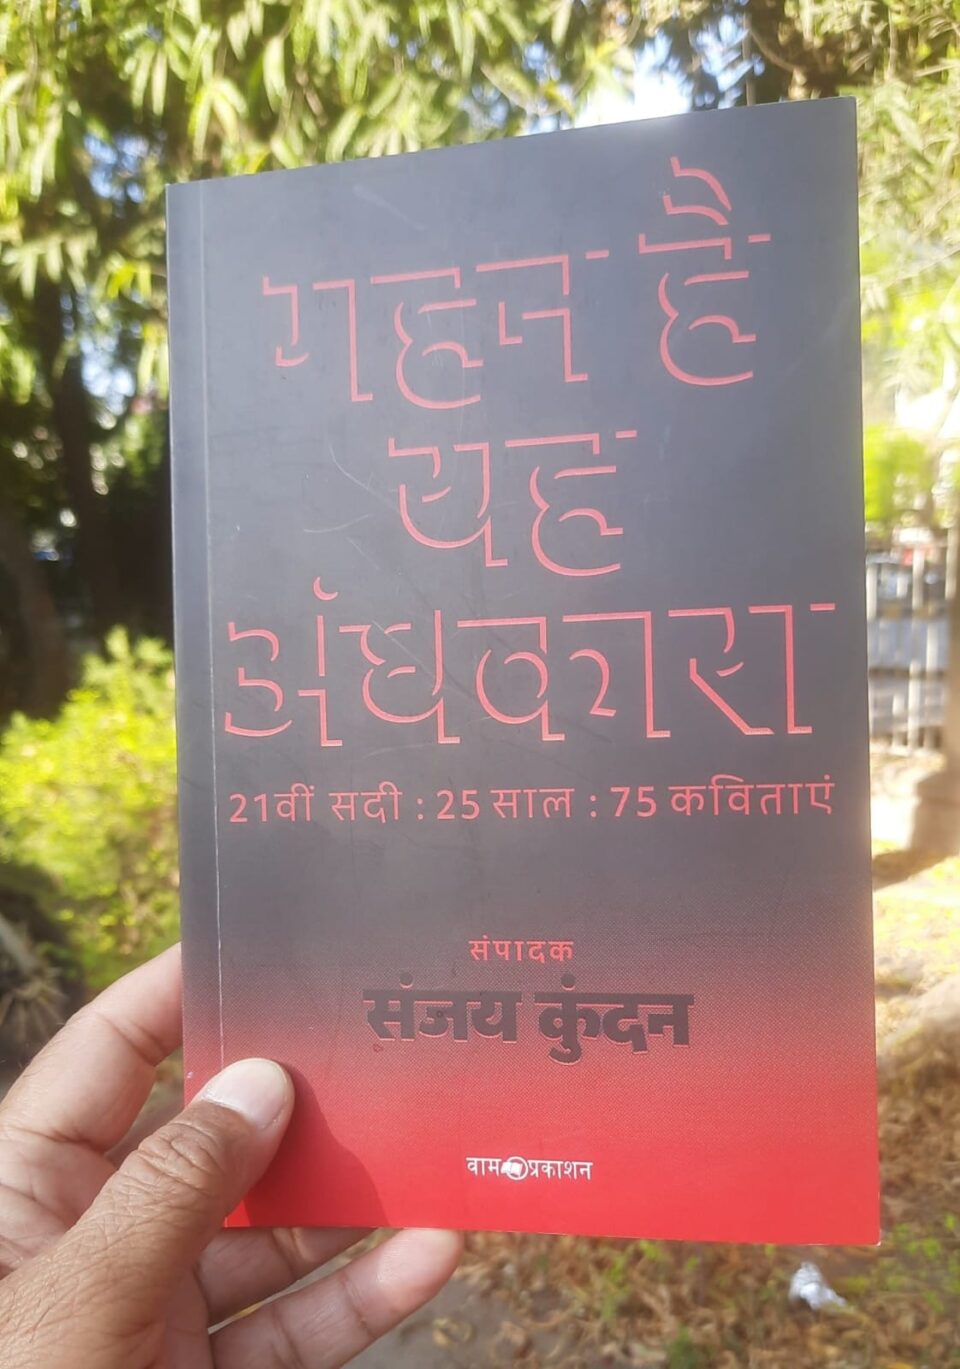 गहन है
यह
अंधकारा
21वीं सदी : 25 साल : 75 कविताएं
संपादक
संजय कुंदन
वाम प्रकाशन